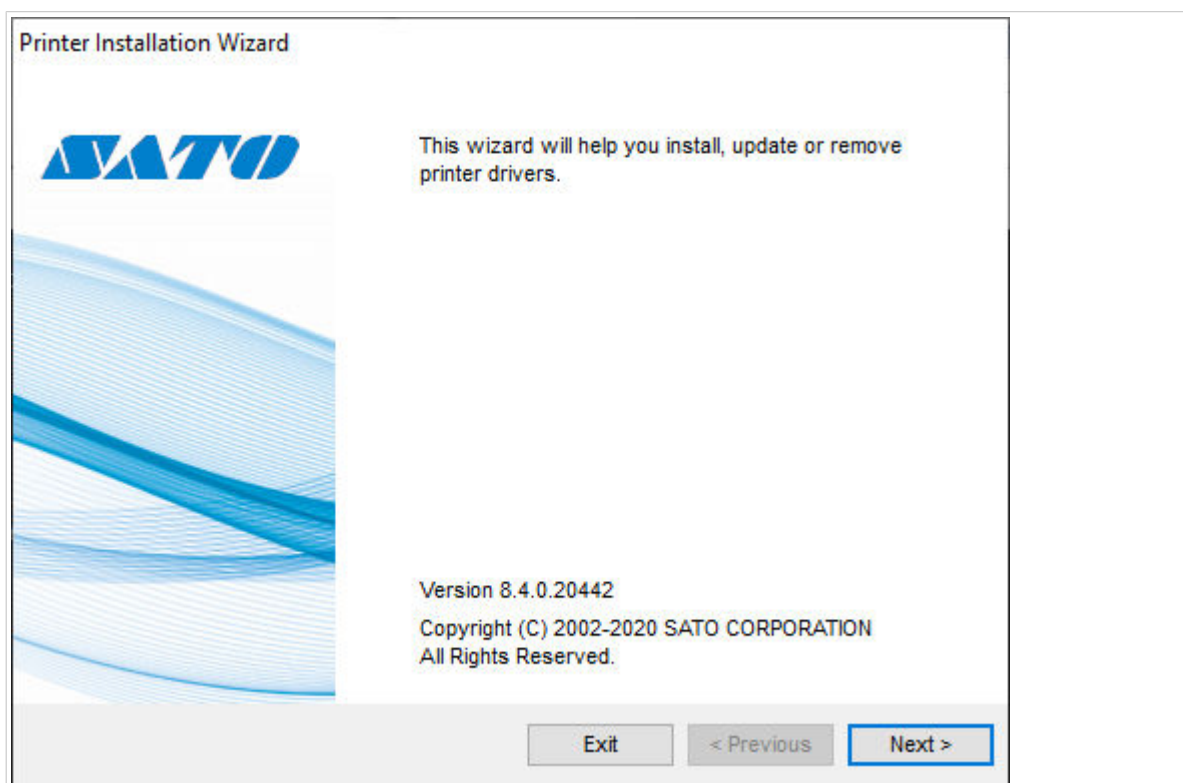 Printer Installation Wizard
SATO
This wizard will help you install, update or remove
printer drivers.
Version 8.4.0.20442
Copyright (C) 2002-2020 SATO CORPORATION
All Rights Reserved.
Exit
< Previous
Next >